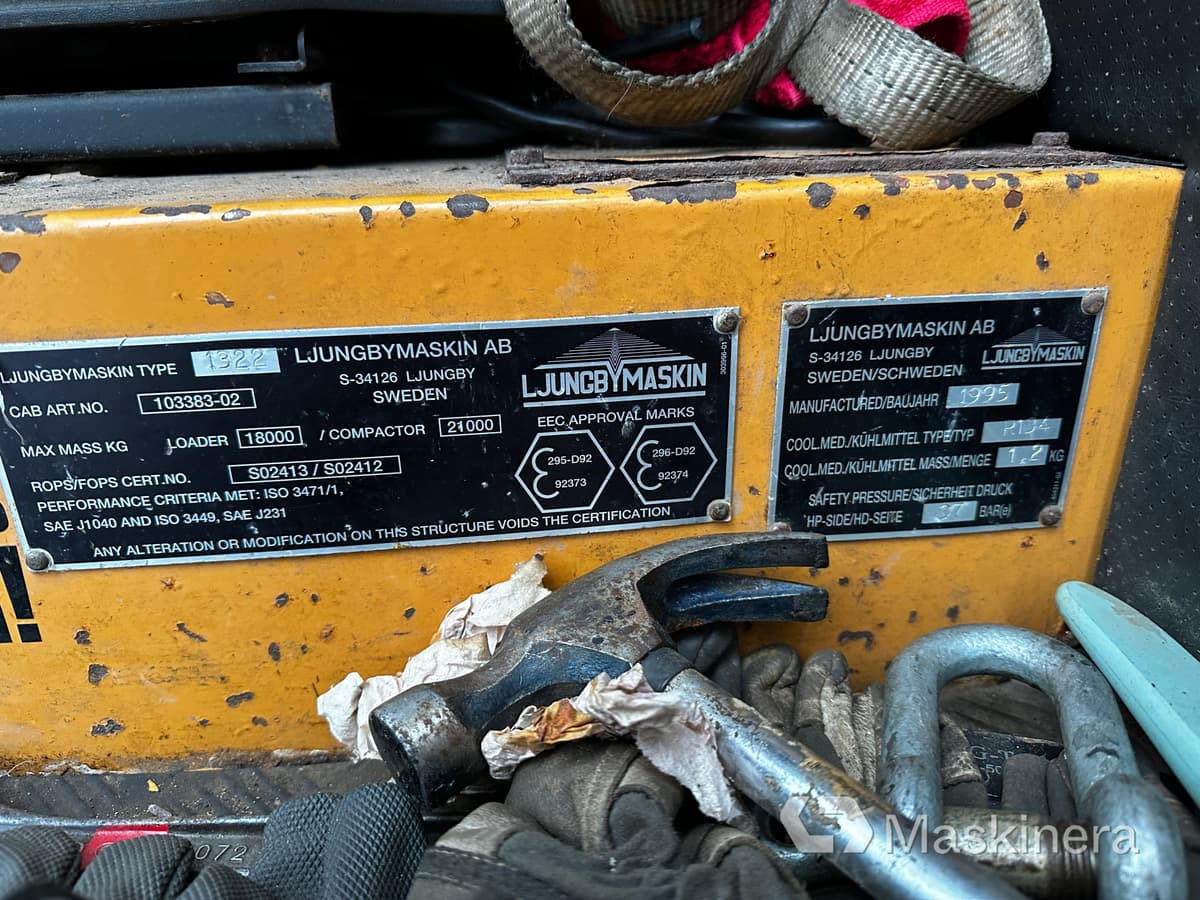 LJUNGBYMASKIN TYPE 1322 LJUNGBYMASKIN AB
S-34126 LJUNGBY
SWEDEN
CAB ART.NO. 103383-02
MAX MASS KG LOADER 18000 / COMPACTOR 21000
ROPS/FOPS CERT.NO. S02413 / S02412
PERFORMANCE CRITERIA MET: ISO 3471/1,
SAE J1040 AND ISO 3449, SAE J231
ANY ALTERATION OR MODIFICATION ON THIS STRUCTURE VOIDS THE CERTIFICATION
LJUNGBYMASKIN
EEC APPROVAL MARKS
295-D92
92373
296-D92
92374
303996-01
LJUNGBYMASKIN AB
S-34126 LJUNGBY
SWEDEN/SCHWEDEN
LJUNGBYMASKIN
MANUFACTURED/BAUJAHR 1995
COOL.MED./KÜHLMITTEL TYPE/TYP R134
COOL.MED./KÜHLMITTEL MASS/MENGE 1,2 KG
SAFETY PRESSURE/SICHERHEIT DRUCK
HP-SIDE/HD-SEITE 37 BAR(e)
!
072
Maskinera